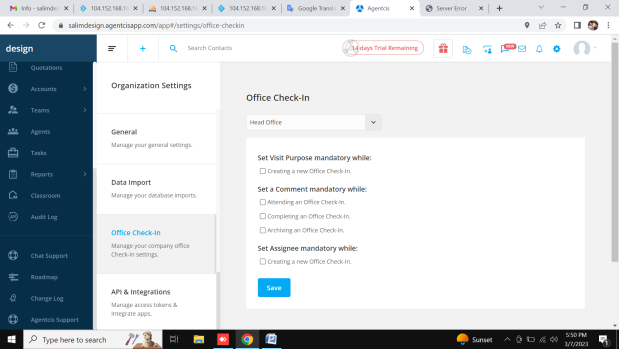 Info - salimdes
104.152.168.1
104.152.168.1
104.152.168.1
Google Transl
Agentcis
Server Error
salimdesign.agentcisapp.com/app#/settings/office-checkin
design
Search Contacts
14 days Trial Remaining
NEW
Quotations
Accounts
Teams
Agents
Tasks
Reports
Classroom
Audit Log
Chat Support
Roadmap
Change Log
Agentcis Support
Organization Settings
General
Manage your general settings.
Data Import
Manage your database imports.
Office Check-In
Manage your company office
Check-In settings.
API & Integrations
Manage access tokens &
integrate apps.
Office Check-In
Head Office
Set Visit Purpose mandatory while:
Creating a new Office Check-In.
Set a Comment mandatory while:
Attending an Office Check-In.
Completing an Office Check-In.
Archiving an Office Check-In.
Set Assignee mandatory while:
Creating a new Office Check-In.
Save
Type here to search
Sunset
5:50 PM
3/7/2023